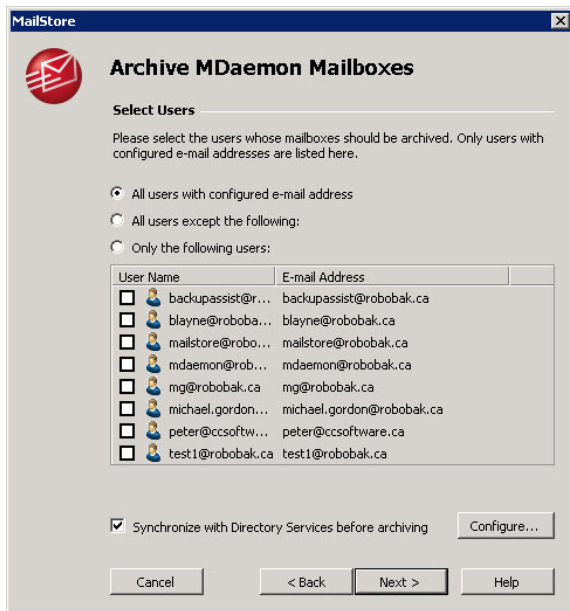 MailStore
Archive MDaemon Mailboxes
Select Users
Please select the users whose mailboxes should be archived. Only users with
configured e-mail addresses are listed here.
All users with configured e-mail address
All users except the following:
Only the following users:
User Name E-mail Address
backupassist@r... backupassist@robobak.ca
blayne@roboba... blayne@robobak.ca
mailstore@robo... mailstore@robobak.ca
mdaemon@rob... mdaemon@robobak.ca
mg@robobak.ca mg@robobak.ca
michael.gordon... michael.gordon@robobak.ca
peter@ccsoftw... peter@ccsoftware.ca
test1@robobak.ca test1@robobak.ca
Synchronize with Directory Services before archiving Configure...
Cancel < Back Next > Help